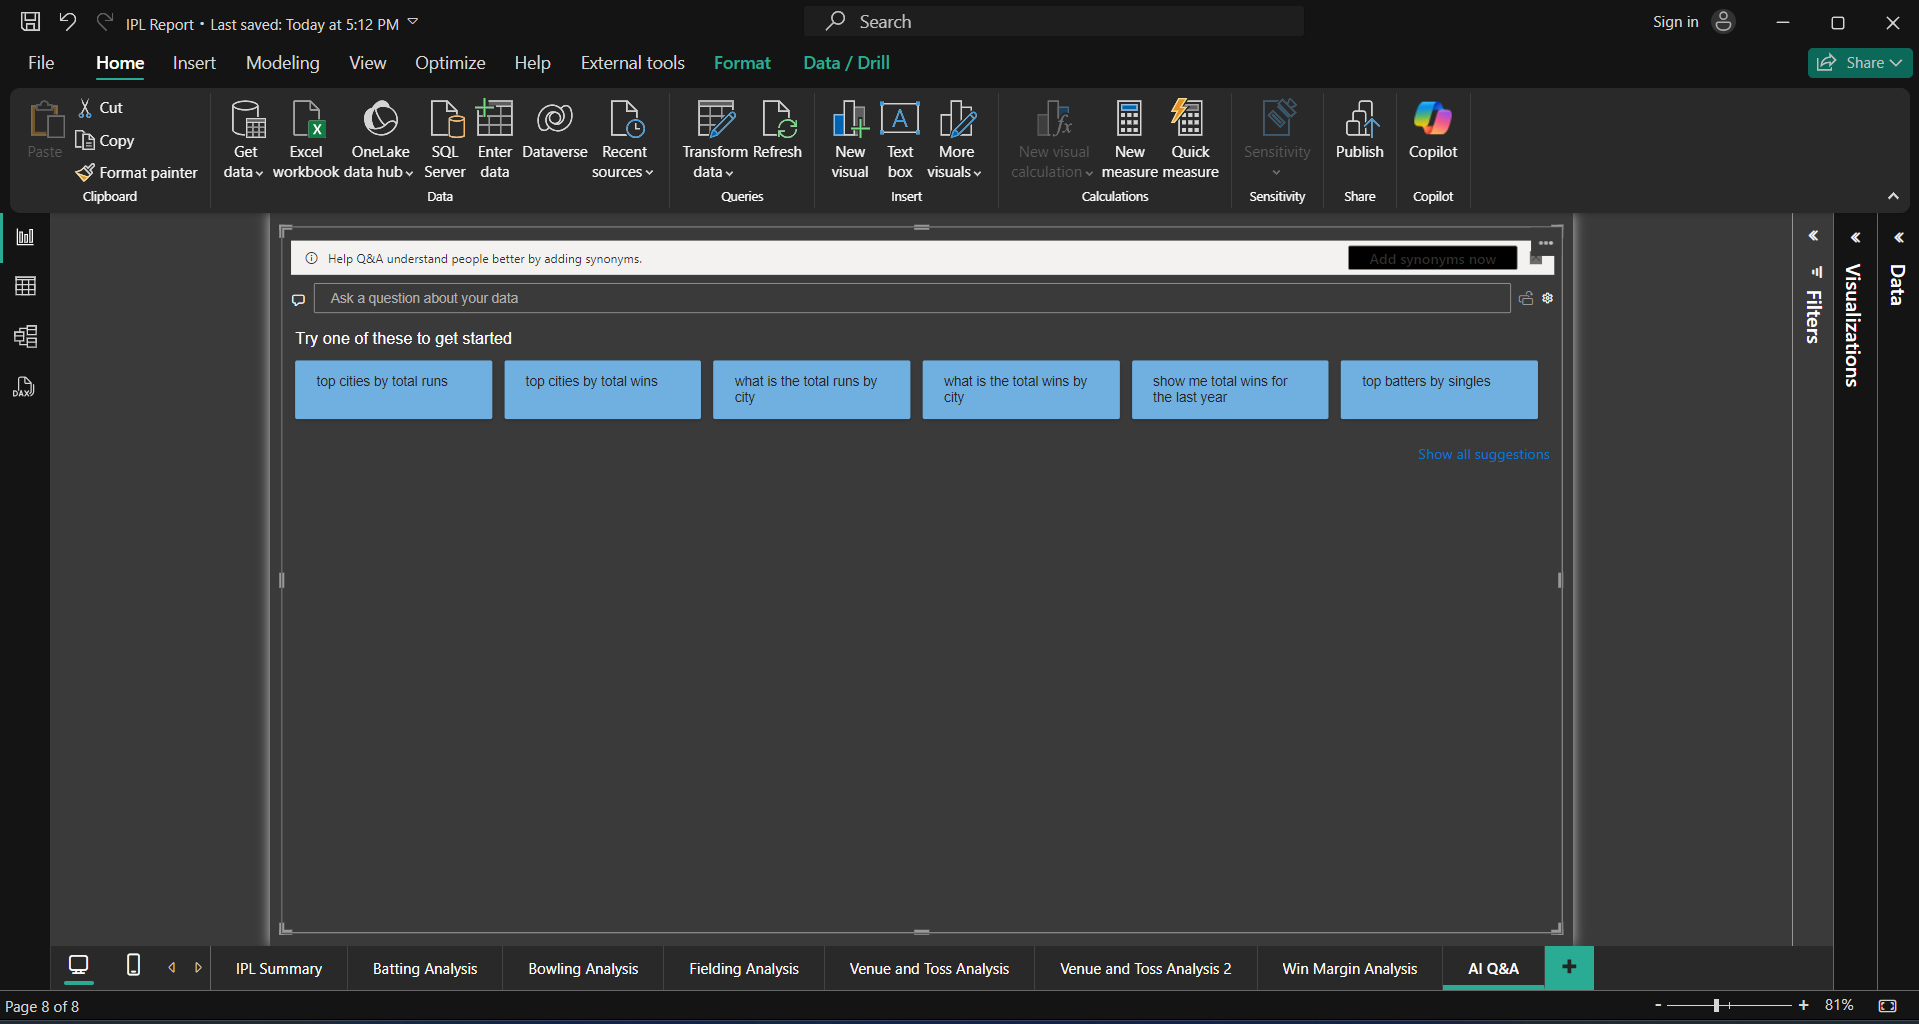 IPL Report • Last saved: Today at 5:12 PM
Search
Sign in
File Home Insert Modeling View Optimize Help External tools Format Data / Drill
Share
Paste
Cut
Copy
Format painter
Clipboard
Get data
Excel workbook
OneLake data hub
SQL Server
Enter data
Dataverse
Recent sources
Data
Transform data
Refresh
Queries
New visual
Text box
More visuals
Insert
New visual calculation
New measure
Quick measure
Calculations
Sensitivity
Sensitivity
Publish
Share
Copilot
Copilot
Help Q&A understand people better by adding synonyms.
Add synonyms now
Ask a question about your data
Try one of these to get started
top cities by total runs
top cities by total wins
what is the total runs by
city
what is the total wins by
city
show me total wins for
the last year
top batters by singles
Show all suggestions
Filters
Visualizations
Data
DAX
IPL Summary
Batting Analysis
Bowling Analysis
Fielding Analysis
Venue and Toss Analysis
Venue and Toss Analysis 2
Win Margin Analysis
AI Q&A
+
Page 8 of 8
- + 81%